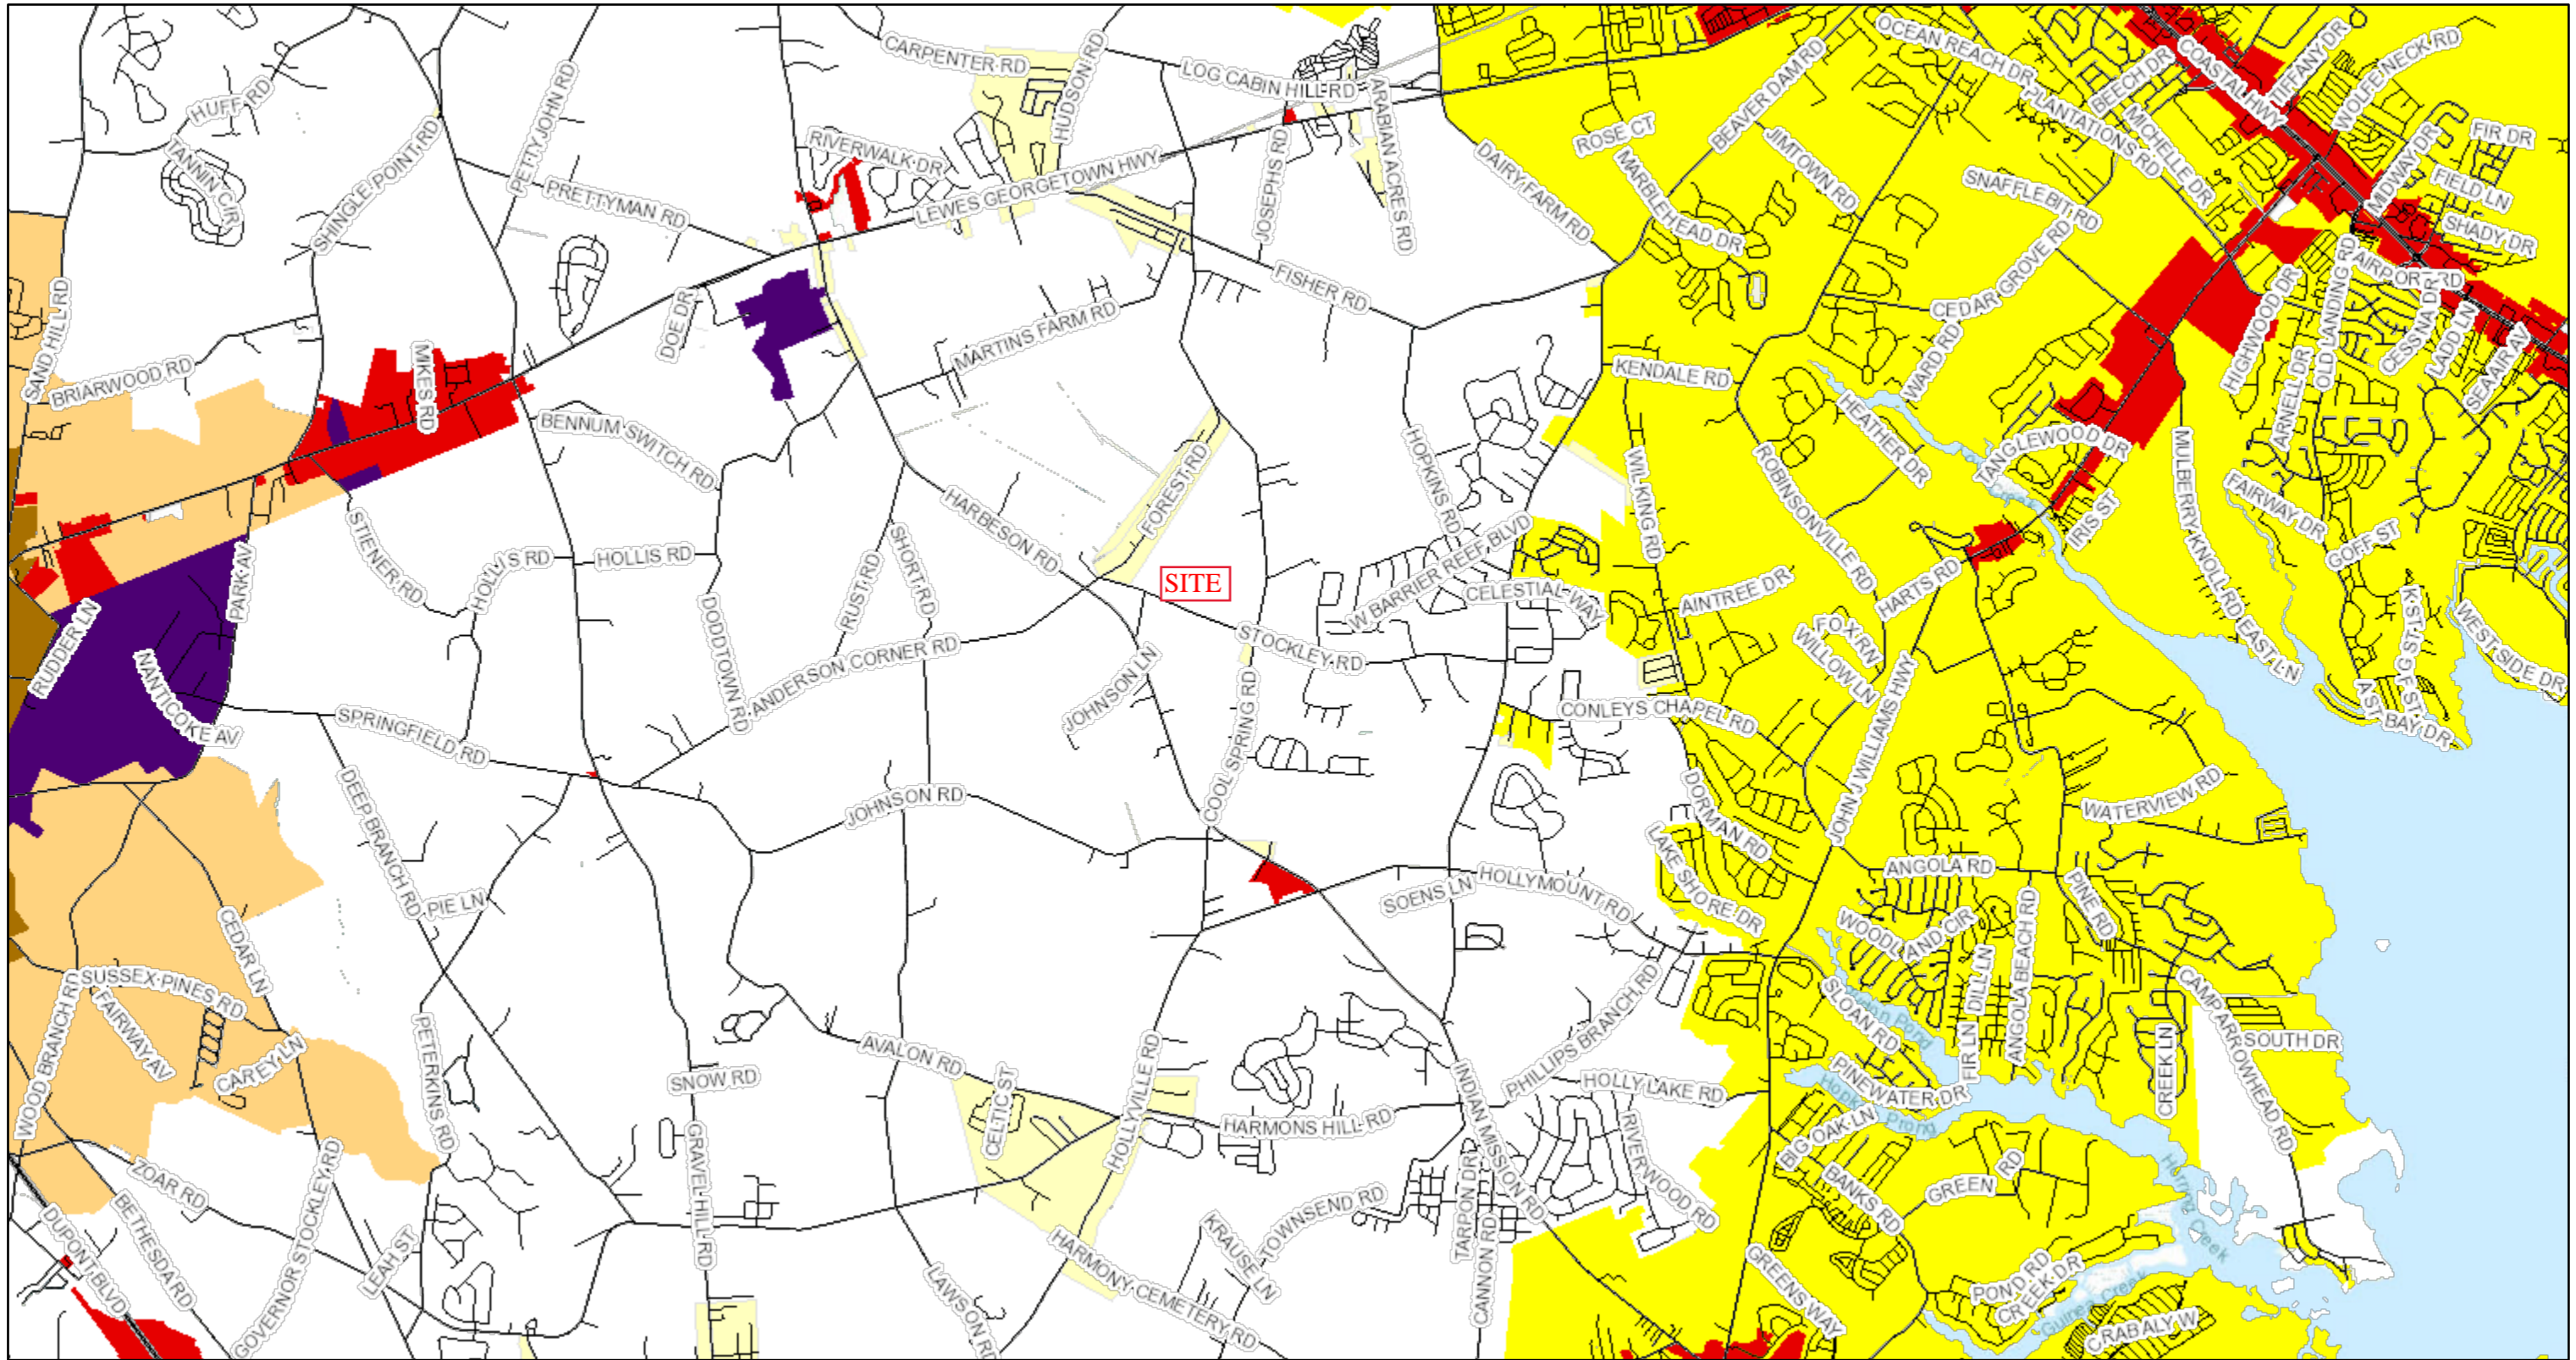 CARPENTER RD
HUDSON RD
LOG CABIN HILL RD
ARABIAN ACRES RD
OCEAN REACH DR
BEAVER DAM RD
BEECH DR
COASTAL HWY
TIFFANY DR
WOLFE NECK RD
HUFF RD
TANNIN CIR
SHINGLE POINT RD
PETTYJOHN RD
PRETTYMAN RD
RIVERWALK DR
LEWES GEORGETOWN HWY
JOSEPHS RD
DAIRY FARM RD
ROSE CT
MARBLEHEAD DR
JIMTOWN RD
PLANTATIONS RD
MICHELLE DR
SNAFFLE BIT RD
MIDWAY DR
FIR DR
FIELD LN
SHADY DR
AIRPORT RD
SAND HILL RD
BRIARWOOD RD
MIKES RD
DOE DR
MARTINS FARM RD
FISHER RD
KENDALE RD
CEDAR GROVE RD
WARD RD
HIGHWOOD DR
OLD LANDING RD
ARNELL DR
CESSWA DR
LADD LN
SEAAIR AV
BENNUM SWITCH RD
HARBESON RD
FOREST RD
HOPKINS RD
WIL KING RD
ROBINSONVILLE RD
HEATHER DR
TANGLEWOOD DR
MULBERRY KNOLL RD
FAIRWAY DR
IRIS ST
GOFF ST
STIENER RD
HOLLIS RD
HOLLIS RD
DODDTOWN RD
RUST RD
SHORT RD
PARK AV
RUDDER LN
NANTICOKE AV
SITE
W BARRIER REEF BLVD
CELESTIAL WAY
AINTREE DR
HARTS RD
FOX RN
WILLOW LN
EAST LN
K ST
G ST
F ST
A ST
BAY DR
WEST SIDE DR
ANDERSON CORNER RD
STOCKLEY RD
JOHNSON LN
COOL SPRING RD
CONLEYS CHAPEL RD
JOHN J WILLIAMS HWY
SPRINGFIELD RD
DEEP BRANCH RD
JOHNSON RD
DORMAN RD
WATERVIEW RD
LAKE SHORE DR
ANGOLA RD
PINE RD
PIE LN
CEDAR LN
SOENS LN
HOLLYMOUNT RD
WOODLAND CIR
ANGOLA BEACH RD
DILL LN
FIR LN
SLOAN RD
CAMP ARROWHEAD RD
SOUTH DR
CREEK LN
WOOD BRANCH RD
SUSSEX PINES RD
FAIRWAY AV
CAREY LN
PETERKINS RD
SNOW RD
AVALON RD
CELTIC ST
HOLLYVILLE RD
HARMONS HILL RD
INDIAN MISSION RD
PHILLIPS BRANCH RD
HOLLY LAKE RD
RIVERWOOD RD
PINEWATER DR
Hopkins Prong
BIG OAK LN
BANKS RD
GREEN RD
Herring Creek
ZOAR RD
BETHESDA RD
DUPONT BLVD
GOVERNOR STOCKLEY RD
LEAH ST
GRAVEL HILL RD
LAWSON RD
HARMONY CEMETERY RD
KRAUSE LN
TOWNSEND RD
TARPON DR
CANNON RD
GREENS WAY
POND RD
CREEK DR
Guinea Creek
CRABALY W